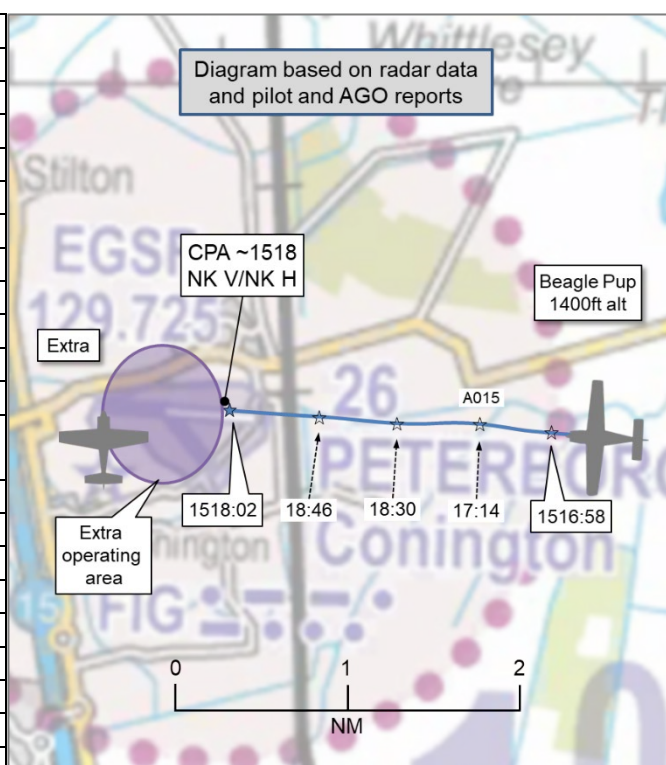 Whittlesey
Diagram based on radar data
and pilot and AGO reports
Stilton
EGSF
129.725
CPA ~1518
NK V/NK H
Beagle Pup
1400ft alt
Extra
26
A015
PETERBORO
1518:02
18:46
18:30
17:14
1516:58
Extra
operating
area
Conington
15
FIG
0
1
2
NM